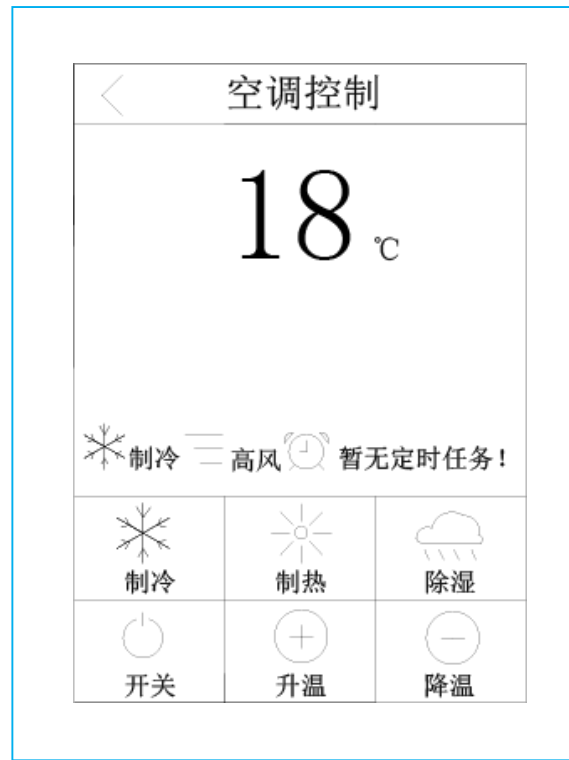 空调控制
18 ℃
制冷 高风 暂无定时任务！
制冷 制热 除湿
开关 升温 降温